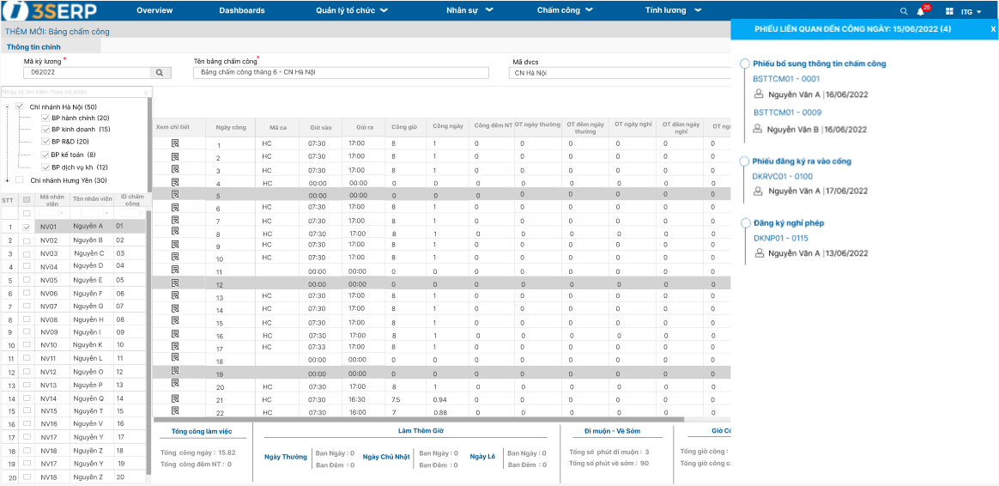 3SERP
Overview
Dashboards
Quản lý tổ chức
Nhân sự
Chấm công
Tính lương
25
ITG
THÊM MỚI: Bảng chấm công
Thông tin chính
Mã kỳ lương *
062022
Tên bảng chấm công *
Bảng chấm công tháng 6 - CN Hà Nội
Mã đvcs
CN Hà Nội
Nhập từ tìm kiếm theo bộ phận x
Chi nhánh Hà Nội (50)
BP hành chính (20)
BP kinh doanh (15)
BP R&D (20)
BP kế toán (8)
BP dịch vụ kh (12)
Chi nhánh Hưng Yên (30)
STT Mã nhân viên Tên nhân viên ID chấm công
1 NV01 Nguyễn A 01
2 NV02 Nguyễn B 02
3 NV03 Nguyễn C 03
4 NV04 Nguyễn D 04
5 NV05 Nguyễn E 05
6 NV06 Nguyễn F 06
7 NV07 Nguyễn G 07
8 NV08 Nguyễn H 08
9 NV09 Nguyễn I 09
10 NV10 Nguyễn K 10
11 NV11 Nguyễn L 11
12 NV12 Nguyễn O 12
13 NV13 Nguyễn P 13
14 NV14 Nguyễn Q 14
15 NV15 Nguyễn T 15
16 NV16 Nguyễn V 16
17 NV17 Nguyễn Y 17
18 NV18 Nguyễn Z 18
19 NV17 Nguyễn Y 19
20 NV18 Nguyễn Z 20
Xem chi tiết Ngày công Mã ca Giờ vào Giờ ra Công giờ Công ngày Công đêm NT OT ngày thường OT đêm ngày thường OT ngày nghỉ OT đêm ngày nghỉ OT ngà
1 HC 07:30 17:00 8 1 0 0 0 0 0 0
2 HC 07:30 17:00 8 1 0 0 0 0 0 0
3 HC 07:30 17:00 8 1 0 0 0 0 0 0
4 HC 00:00 00:00 0 0 0 0 0 0 0 0
5 00:00 00:00 0 0 0 0 0 0 0 0
6 HC 07:30 17:00 8 1 0 0 0 0 0 0
7 HC 07:30 17:00 8 1 0 0 0 0 0 0
8 HC 07:30 17:00 8 1 0 0 0 0 0 0
9 HC 07:30 17:00 8 1 0 0 0 0 0 0
10 HC 07:30 17:00 8 1 0 0 0 0 0 0
11 00:00 00:00 0 0 0 0 0 0 0 0
12 00:00 00:00 0 0 0 0 0 0 0 0
13 HC 07:30 17:00 8 1 0 0 0 0 0 0
14 HC 07:30 17:00 8 1 0 0 0 0 0 0
15 HC 07:30 17:00 8 1 0 0 0 0 0 0
16 HC 07:30 17:00 8 1 0 0 0 0 0 0
17 HC 07:33 17:00 8 1 0 0 0 0 0 0
18 00:00 00:00 0 0 0 0 0 0 0 0
19 00:00 00:00 0 0 0 0 0 0 0 0
20 HC 07:30 17:00 8 1 0 0 0 0 0 0
21 HC 07:30 16:30 7.5 0.94 0 0 0 0 0 0
22 HC 07:30 16:00 7 0.88 0 0 0 0 0 0
Tổng công làm việc
Tổng công ngày : 15.82
Tổng công đêm NT : 0
Làm Thêm Giờ
Ngày Thường
Ban Ngày : 0
Ban Đêm : 0
Ngày Chủ Nhật
Ban Ngày : 0
Ban Đêm : 0
Ngày Lễ
Ban Ngày : 0
Ban Đêm : 0
Đi muộn - Về Sớm
Tổng số phút đi muộn : 3
Tổng số phút về sớm : 90
Giờ Cô
Tổng giờ công :
Tổng giờ công c
PHIẾU LIÊN QUAN ĐẾN CÔNG NGÀY: 15/06/2022 (4) X
Phiếu bổ sung thông tin chấm công
BSTTCM01 - 0001
Nguyễn Văn A |16/06/2022
BSTTCM01 - 0009
Nguyễn Văn B |16/06/2022
Phiếu đăng ký ra vào cổng
DKRVC01 - 0100
Nguyễn Văn A |17/06/2022
Đăng ký nghỉ phép
DKNP01 - 0115
Nguyễn Văn A |13/06/2022